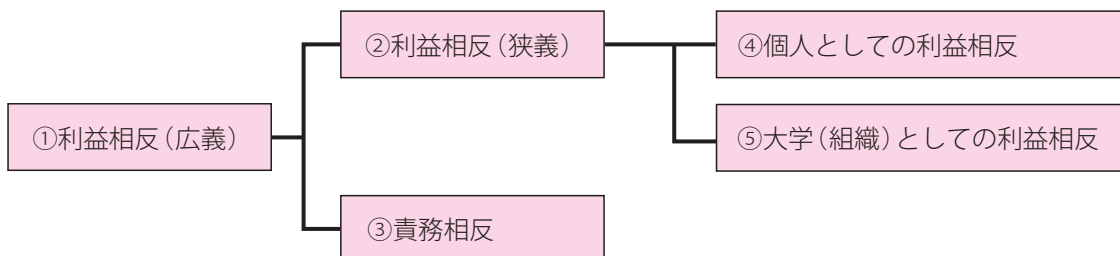 ①利益相反（広義）
②利益相反（狭義）
③責務相反
④個人としての利益相反
⑤大学（組織）としての利益相反